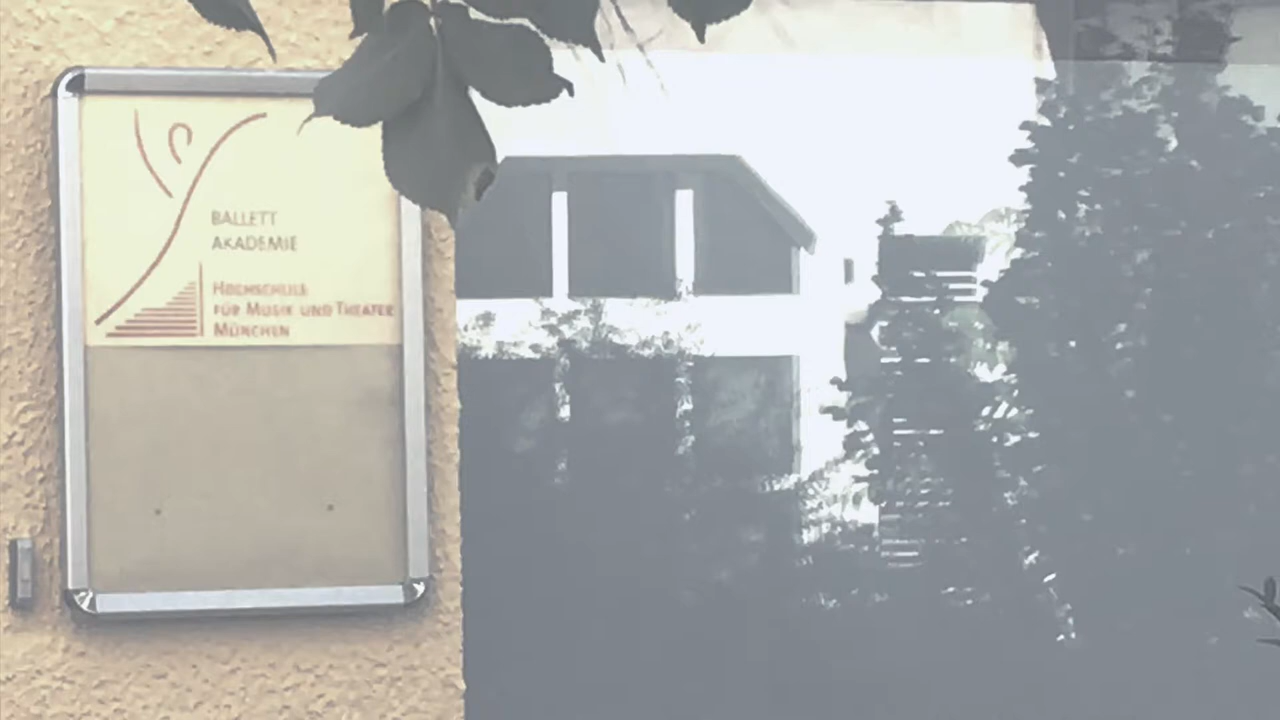 BALLETT
AKADEMIE
HOCHSCHULE
FÜR MUSIK UND THEATER
MÜNCHEN